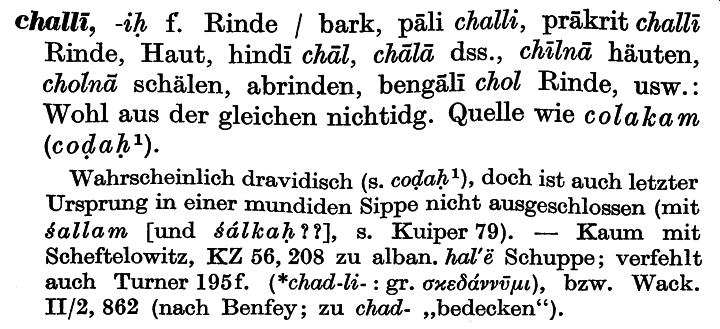 challī, -iḥ f. Rinde / bark, pāli challi, prākrit challī
Rinde, Haut, hindī chāl, chālā dss., chīlnā häuten,
cholnā schälen, abrinden, bengālī chol Rinde, usw.:
Wohl aus der gleichen nichtidg. Quelle wie colakam
(coḍaḥ¹).
Wahrscheinlich dravidisch (s. coḍaḥ¹), doch ist auch letzter
Ursprung in einer mundiden Sippe nicht ausgeschlossen (mit
śallam [und śálkaḥ??], s. Kuiper 79). — Kaum mit
Scheftelowitz, KZ 56, 208 zu alban. hal'ë Schuppe; verfehlt
auch Turner 195f. (*chad-li- : gr. σκεδάννῡμι), bzw. Wack.
II/2, 862 (nach Benfey; zu chad- „bedecken“).